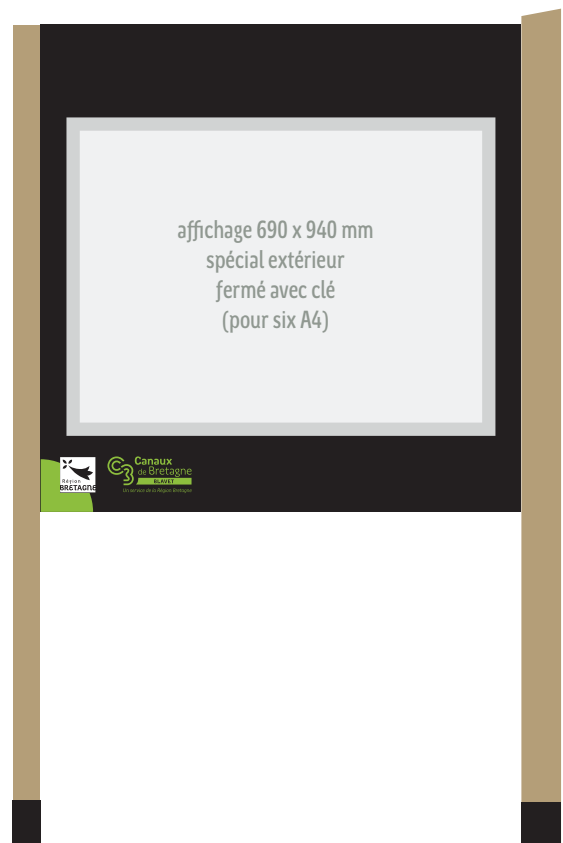 affichage 690 x 940 mm
spécial extérieur
fermé avec clé
(pour six A4)
Région
BRETAGNE
Canaux
de Bretagne
BLAVET
Un service de la Région Bretagne